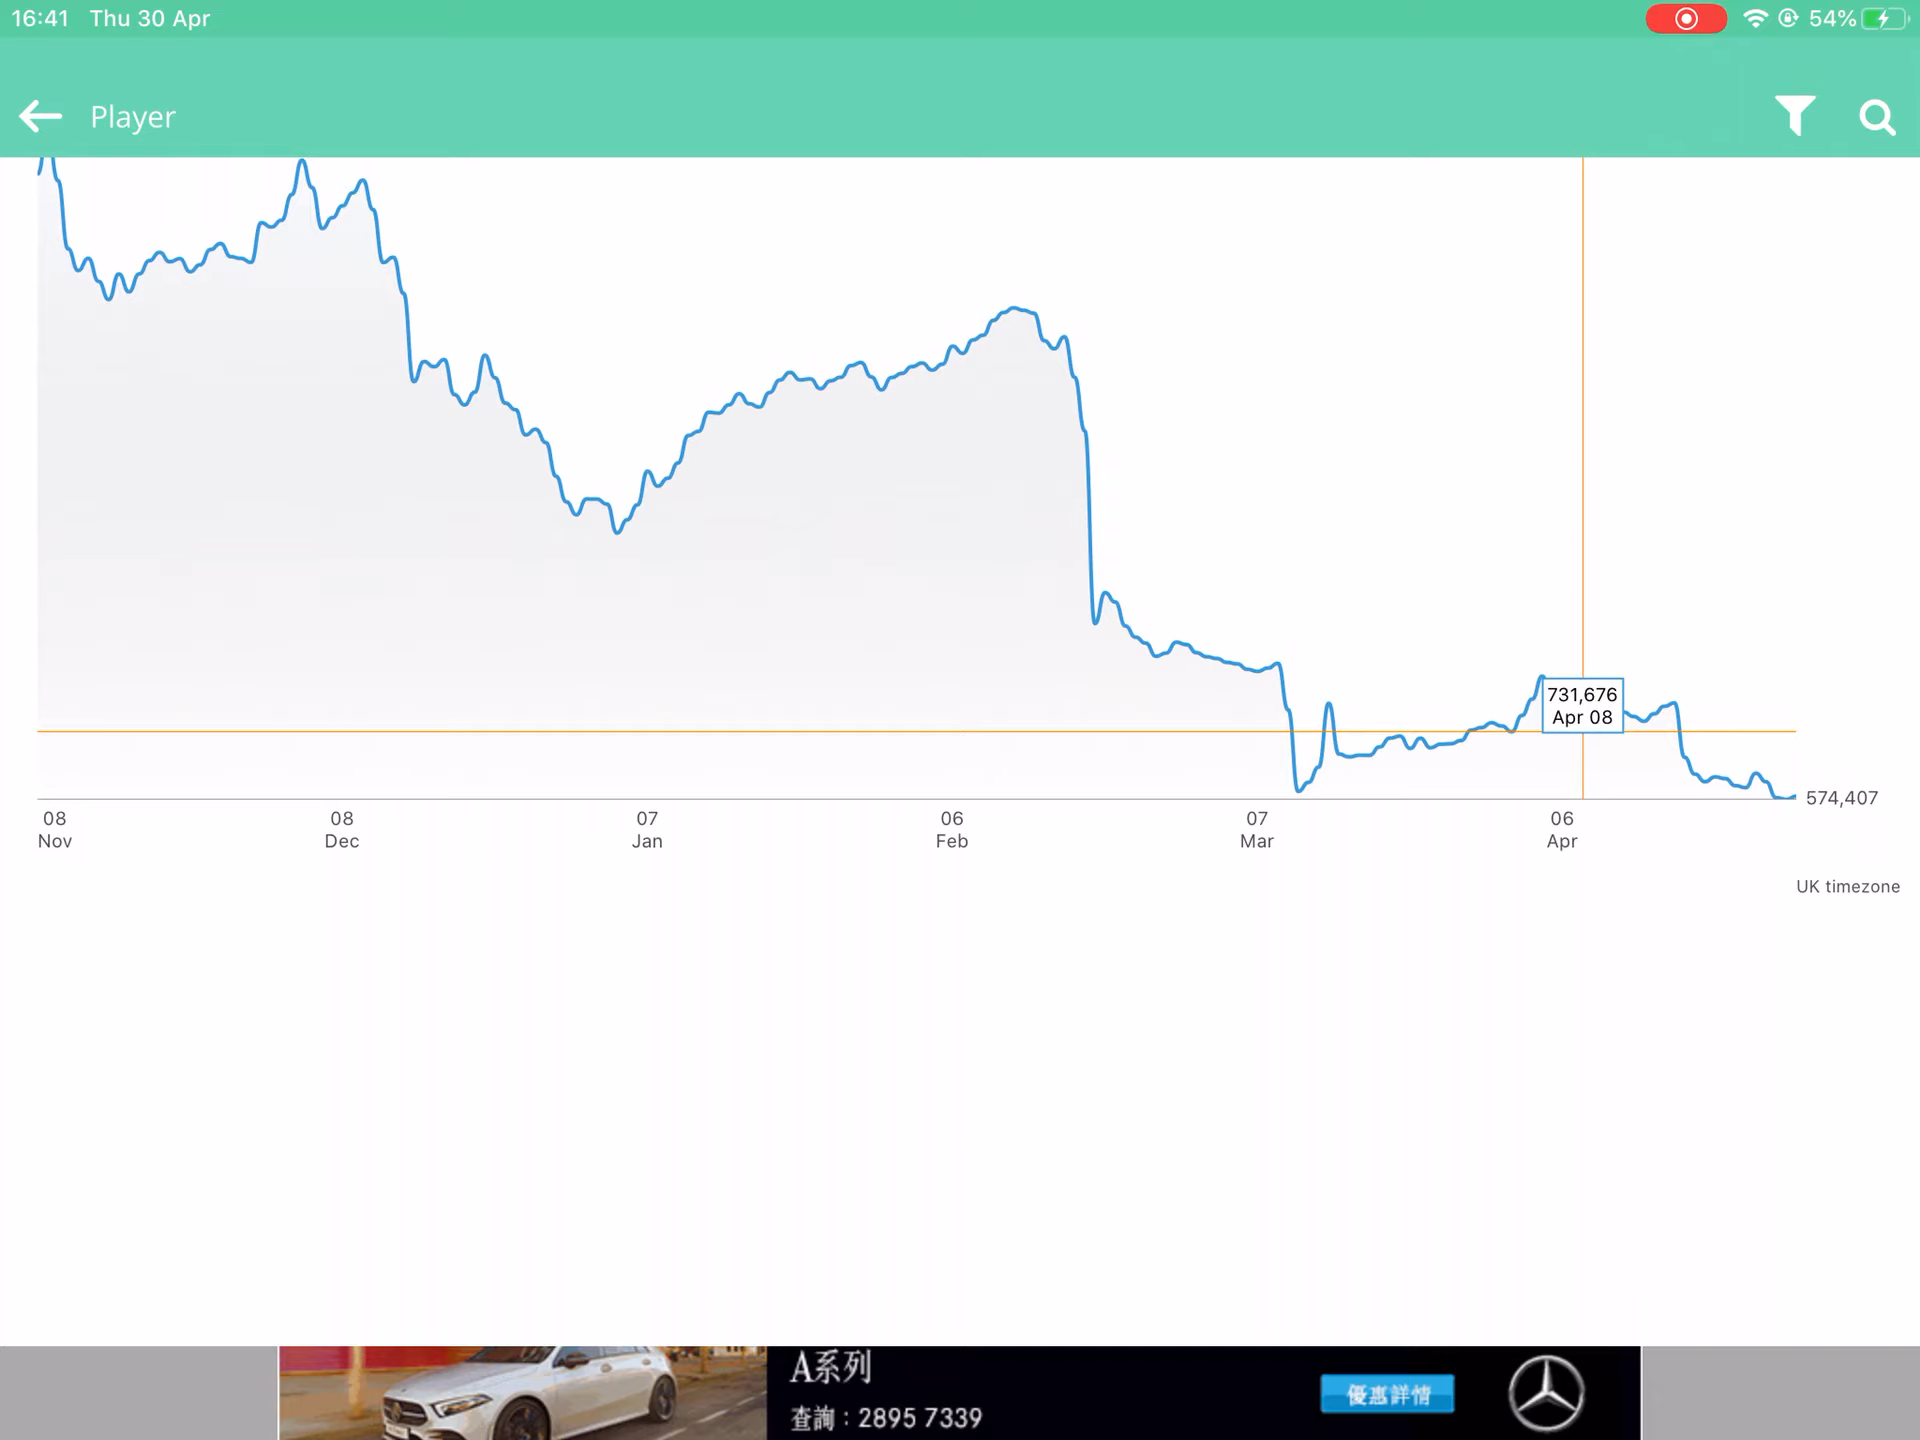 16:41 Thu 30 Apr
54%
Player
731,676
Apr 08
574,407
08 Nov
08 Dec
07 Jan
06 Feb
07 Mar
06 Apr
UK timezone
A系列
查詢：2895 7339
優惠詳情